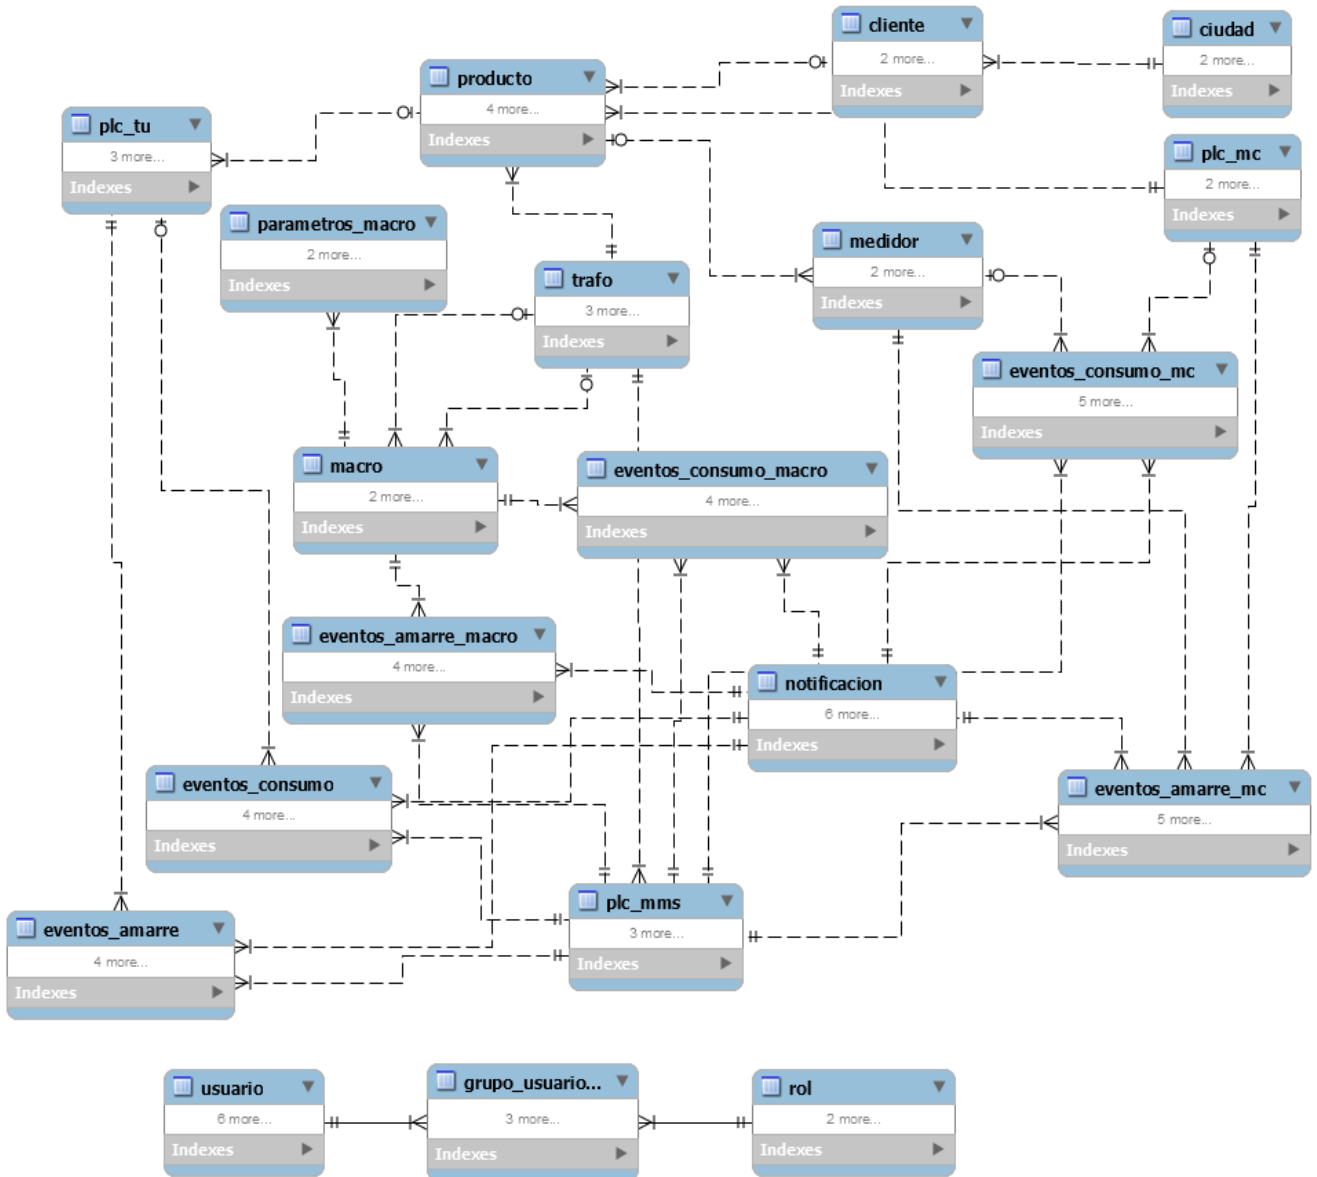 cliente
2 more...
Indexes
ciudad
2 more...
Indexes
producto
4 more...
Indexes
plc_tu
3 more...
Indexes
plc_mc
2 more...
Indexes
parametros_macro
2 more...
Indexes
medidor
2 more...
Indexes
trafo
3 more...
Indexes
eventos_consumo_mc
5 more...
Indexes
macro
2 more...
Indexes
eventos_consumo_macro
4 more...
Indexes
eventos_amarre_macro
4 more...
Indexes
notificacion
6 more...
Indexes
eventos_consumo
4 more...
Indexes
eventos_amarre_mc
5 more...
Indexes
plc_mms
3 more...
Indexes
eventos_amarre
4 more...
Indexes
usuario
6 more...
Indexes
grupo_usuario...
3 more...
Indexes
rol
2 more...
Indexes